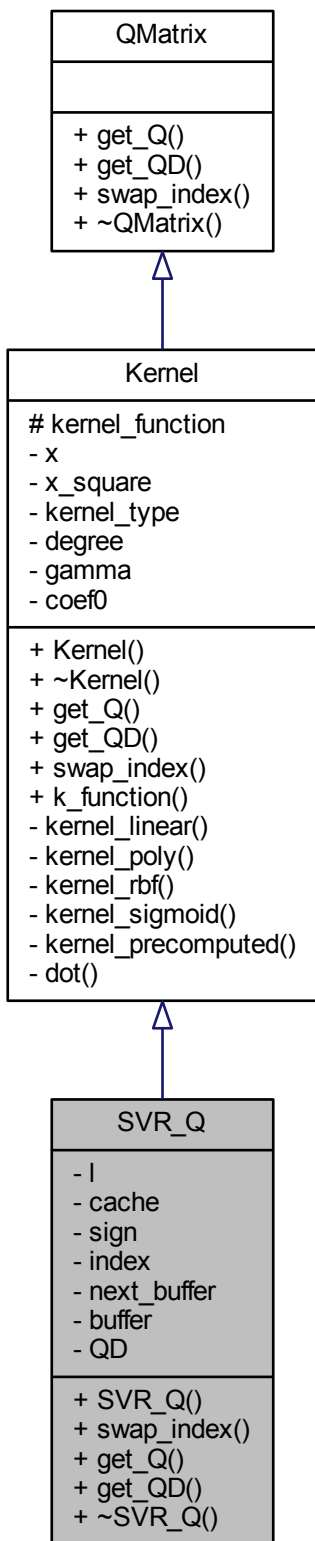 QMatrix
+ get_Q()
+ get_QD()
+ swap_index()
+ ~QMatrix()
Kernel
# kernel_function
- x
- x_square
- kernel_type
- degree
- gamma
- coef0
+ Kernel()
+ ~Kernel()
+ get_Q()
+ get_QD()
+ swap_index()
+ k_function()
- kernel_linear()
- kernel_poly()
- kernel_rbf()
- kernel_sigmoid()
- kernel_precomputed()
- dot()
SVR_Q
- l
- cache
- sign
- index
- next_buffer
- buffer
- QD
+ SVR_Q()
+ swap_index()
+ get_Q()
+ get_QD()
+ ~SVR_Q()